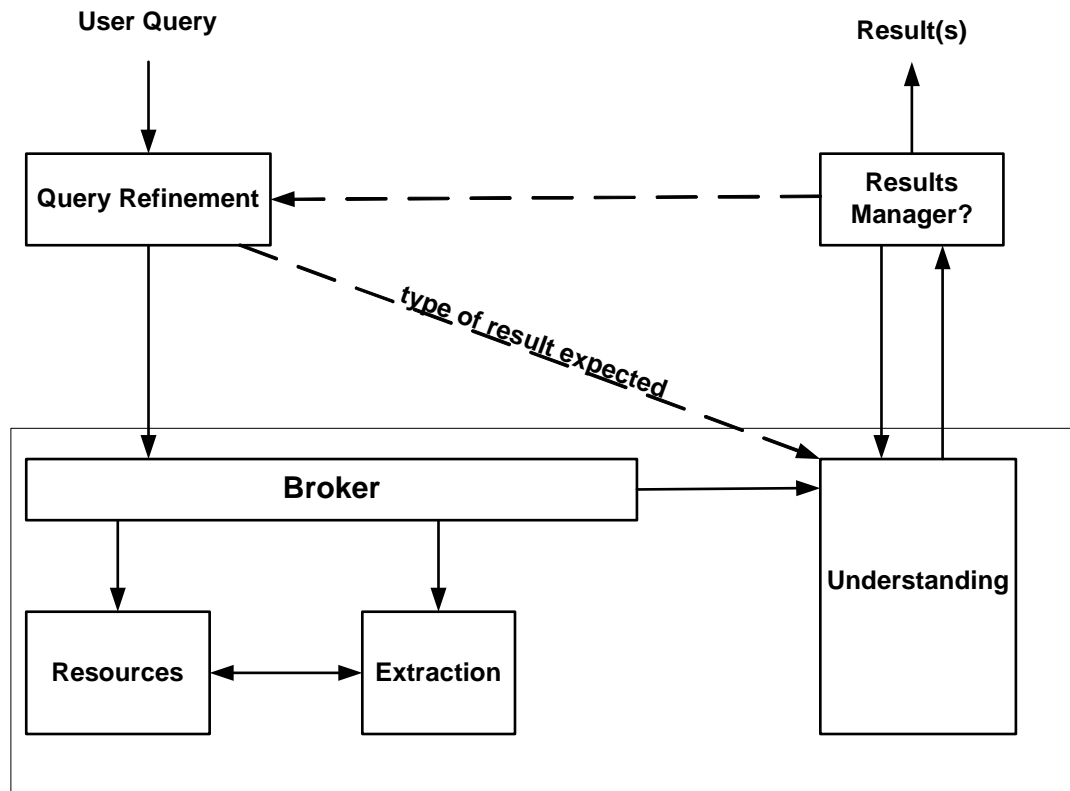 User Query
Result(s)
Query Refinement
Results
Manager?
type of result expected
Broker
Understanding
Resources
Extraction